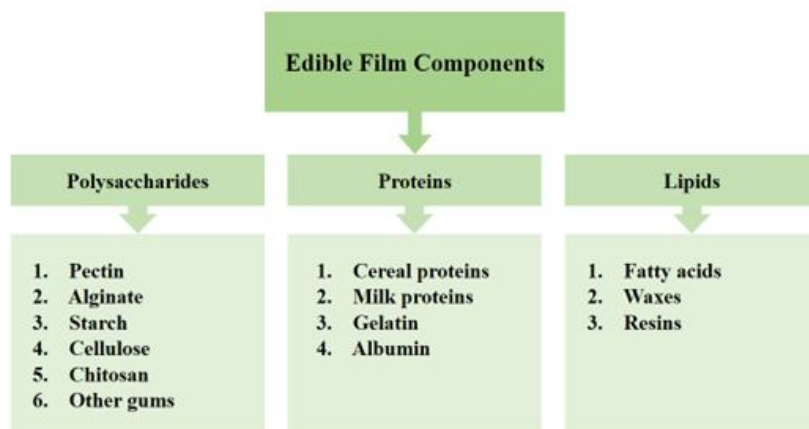 Edible Film Components
Polysaccharides
1. Pectin
2. Alginate
3. Starch
4. Cellulose
5. Chitosan
6. Other gums
Proteins
1. Cereal proteins
2. Milk proteins
3. Gelatin
4. Albumin
Lipids
1. Fatty acids
2. Waxes
3. Resins